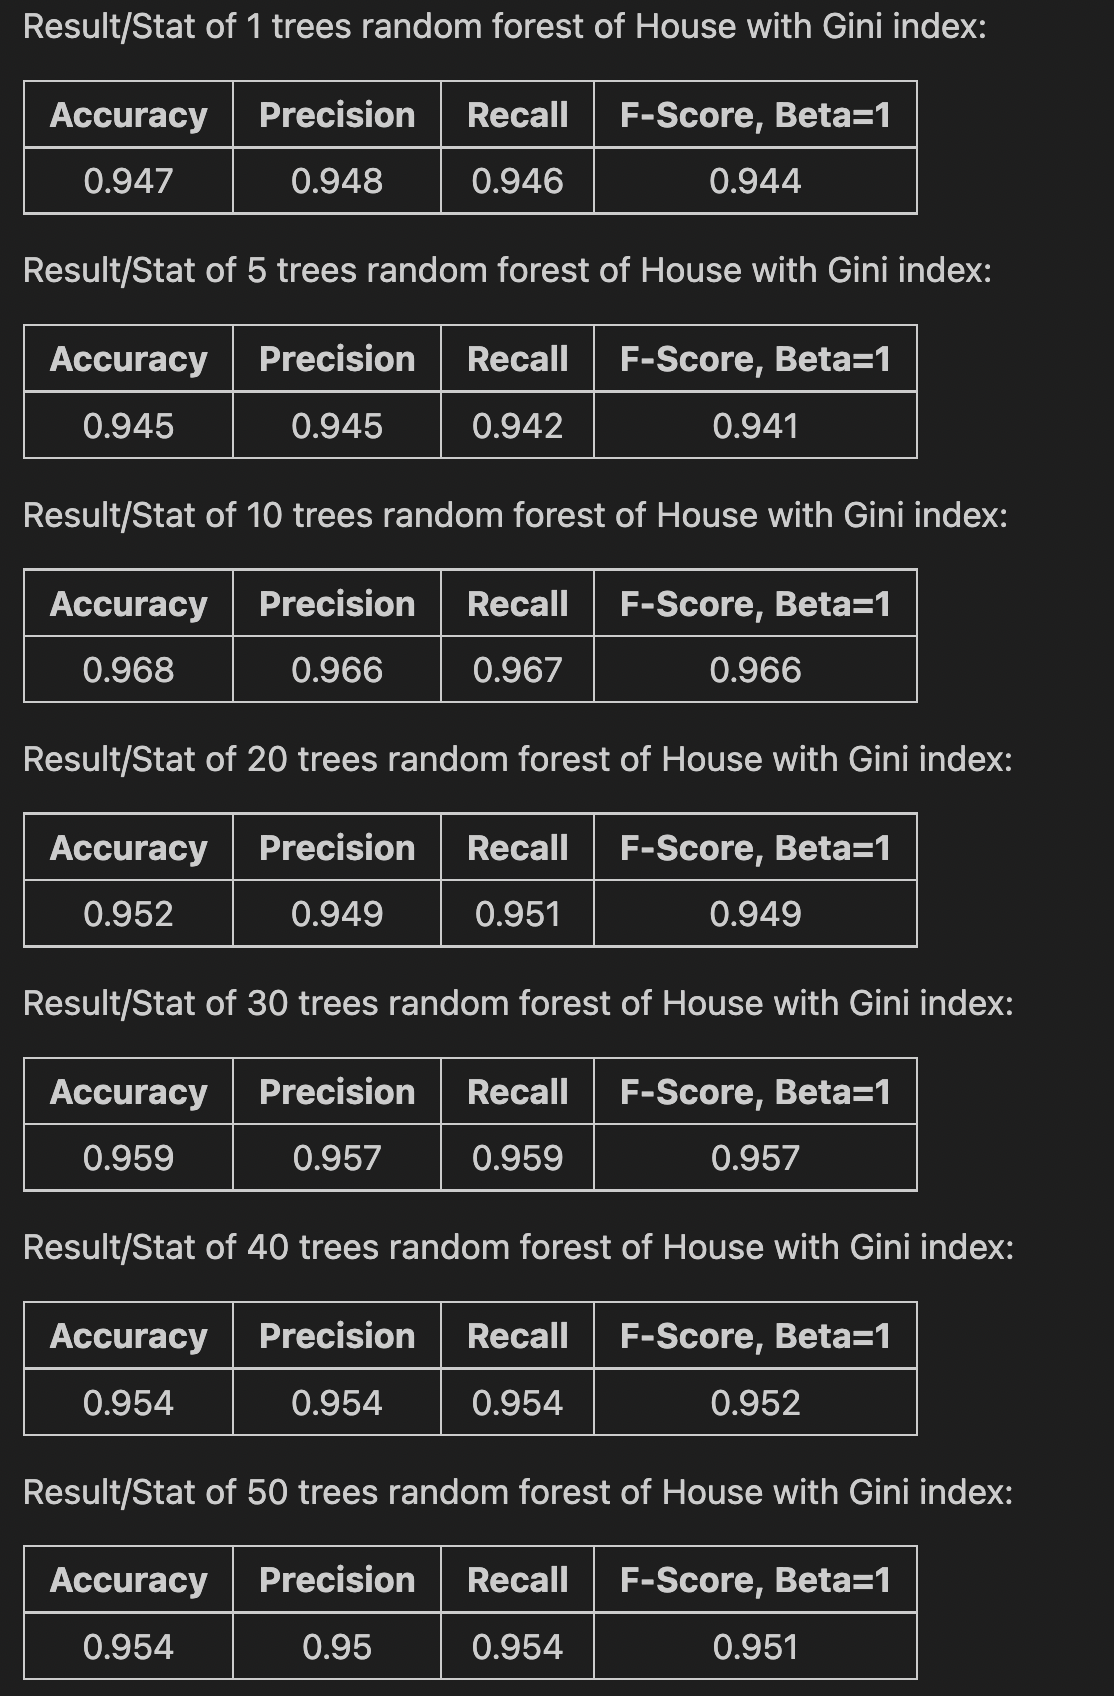 Result/Stat of 1 trees random forest of House with Gini index:
Accuracy Precision Recall F-Score, Beta=1
0.947 0.948 0.946 0.944
Result/Stat of 5 trees random forest of House with Gini index:
Accuracy Precision Recall F-Score, Beta=1
0.945 0.945 0.942 0.941
Result/Stat of 10 trees random forest of House with Gini index:
Accuracy Precision Recall F-Score, Beta=1
0.968 0.966 0.967 0.966
Result/Stat of 20 trees random forest of House with Gini index:
Accuracy Precision Recall F-Score, Beta=1
0.952 0.949 0.951 0.949
Result/Stat of 30 trees random forest of House with Gini index:
Accuracy Precision Recall F-Score, Beta=1
0.959 0.957 0.959 0.957
Result/Stat of 40 trees random forest of House with Gini index:
Accuracy Precision Recall F-Score, Beta=1
0.954 0.954 0.954 0.952
Result/Stat of 50 trees random forest of House with Gini index:
Accuracy Precision Recall F-Score, Beta=1
0.954 0.95 0.954 0.951